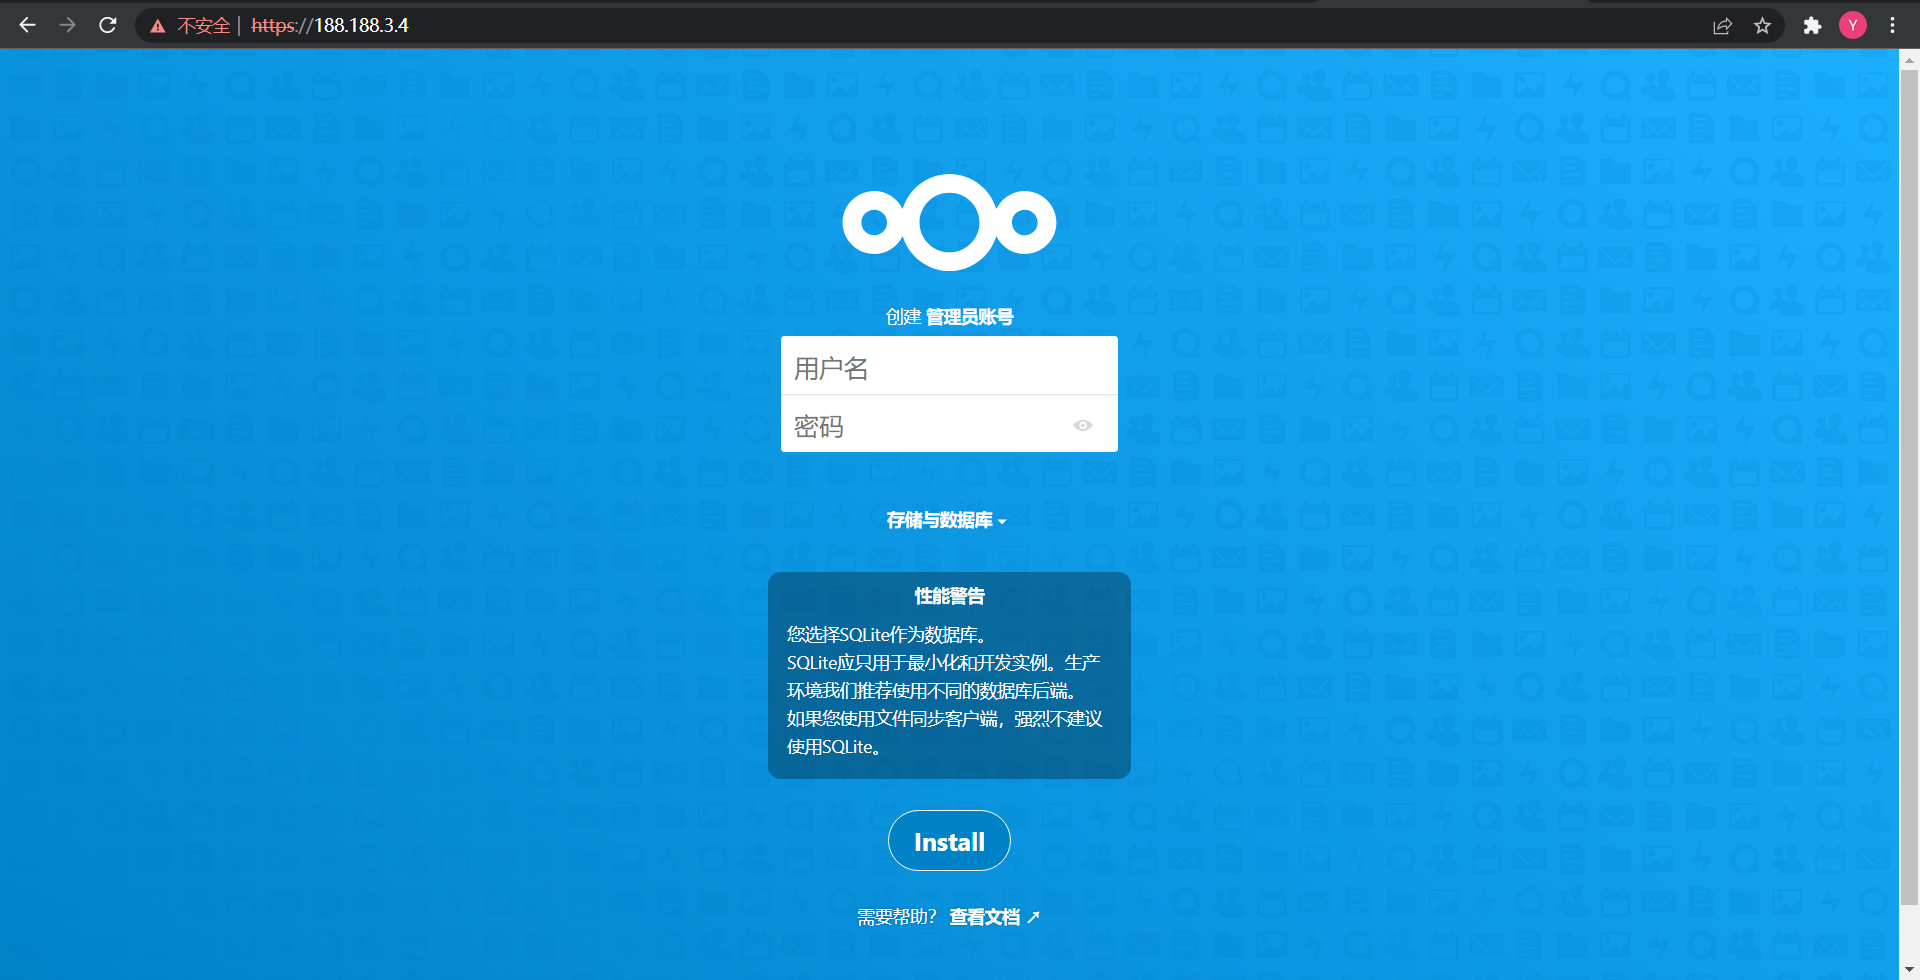 不安全 | https://188.188.3.4
Y
创建 管理员账号
用户名
密码
存储与数据库
性能警告
您选择SQLite作为数据库。
SQLite应只用于最小化和开发实例。生产
环境我们推荐使用不同的数据库后端。
如果您使用文件同步客户端，强烈不建议
使用SQLite。
Install
需要帮助？ 查看文档 ↗